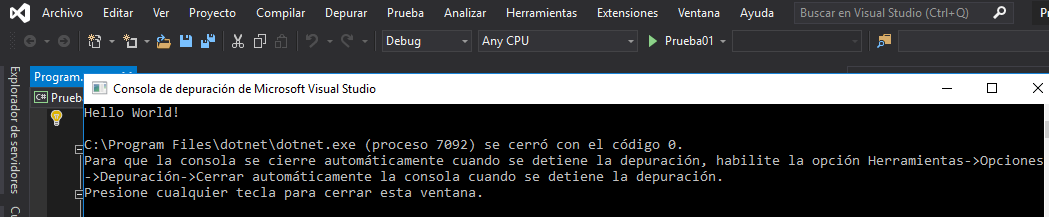 Archivo Editar Ver Proyecto Compilar Depurar Prueba Analizar Herramientas Extensiones Ventana Ayuda Buscar en Visual Studio (Ctrl+Q)
Debug Any CPU Prueba01
Explorador de servidores
Program.
C# Prueb
Consola de depuración de Microsoft Visual Studio
Hello World!
C:\Program Files\dotnet\dotnet.exe (proceso 7092) se cerró con el código 0.
Para que la consola se cierre automáticamente cuando se detiene la depuración, habilite la opción Herramientas->Opciones
->Depuración->Cerrar automáticamente la consola cuando se detiene la depuración.
Presione cualquier tecla para cerrar esta ventana.